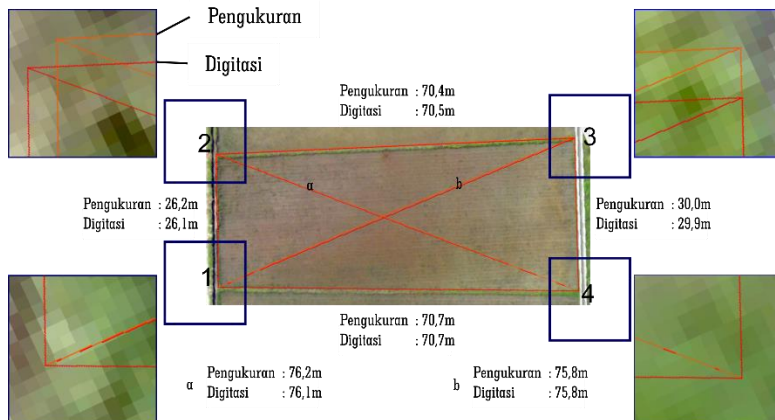 Pengukuran
Digitasi
Pengukuran : 70,4m
Digitasi : 70,5m
2
3
a
b
Pengukuran : 26,2m
Digitasi : 26,1m
Pengukuran : 30,0m
Digitasi : 29,9m
1
4
Pengukuran : 70,7m
Digitasi : 70,7m
a
Pengukuran : 76,2m
Digitasi : 76,1m
b
Pengukuran : 75,8m
Digitasi : 75,8m